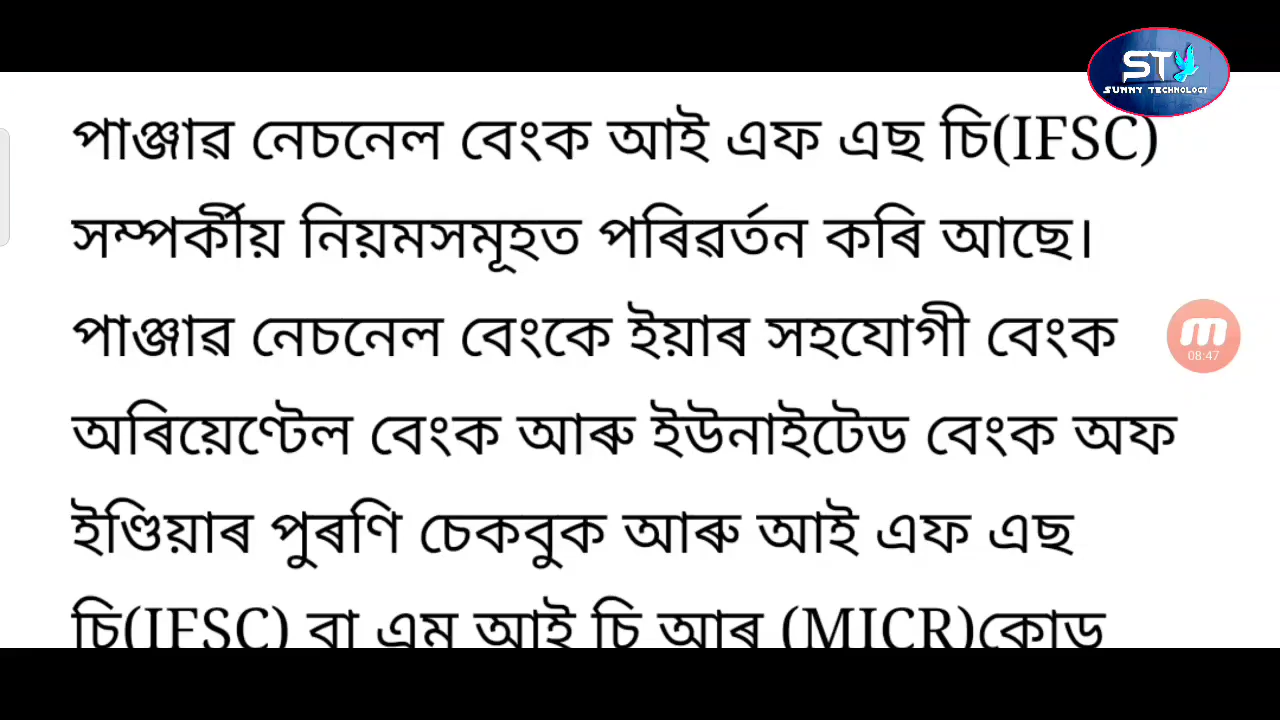 ST
SUNNY TECHNOLOGY
পাঞ্জাৱ নেচনেল বেংক আই এফ এছ চি(IFSC)
সম্পৰ্কীয় নিয়মসমূহত পৰিৱৰ্তন কৰি আছে।
পাঞ্জাৱ নেচনেল বেংকে ইয়াৰ সহযোগী বেংক
08:47
অৰিয়েণ্টেল বেংক আৰু ইউনাইটেড বেংক অফ
ইণ্ডিয়াৰ পুৰণি চেকবুক আৰু আই এফ এছ
চি(IFSC) বা এম আই চি আৰ (MICR)কোড